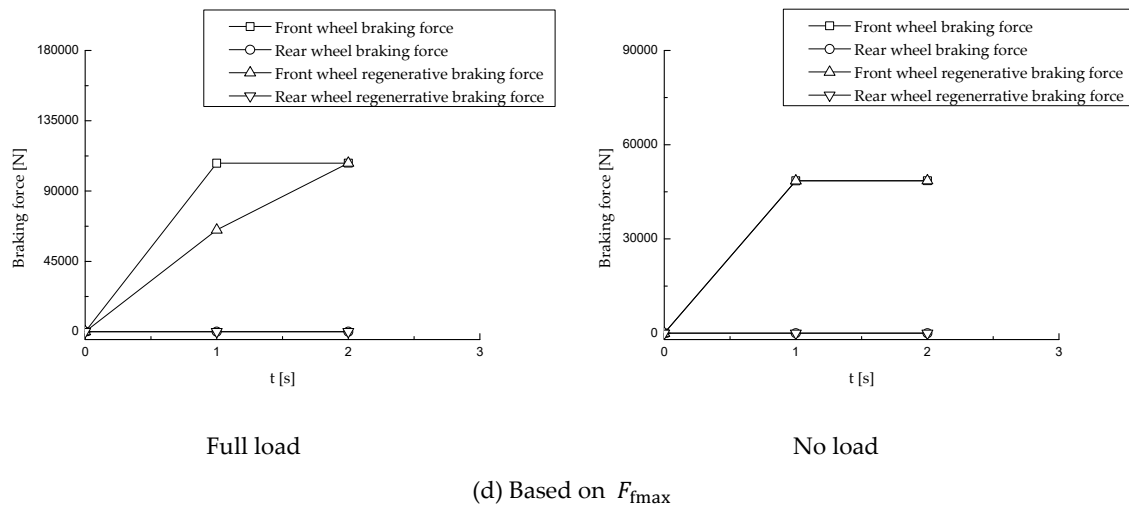 Front wheel braking force
Rear wheel braking force
Front wheel regenerative braking force
Rear wheel regenerrative braking force
180000
135000
90000
45000
0
Braking force [N]
0 1 2 3
t [s]
Full load
Front wheel braking force
Rear wheel braking force
Front wheel regenerative braking force
Rear wheel regenerrative braking force
90000
60000
30000
0
Braking force [N]
0 1 2 3
t [s]
No load
(d) Based on F_fmax